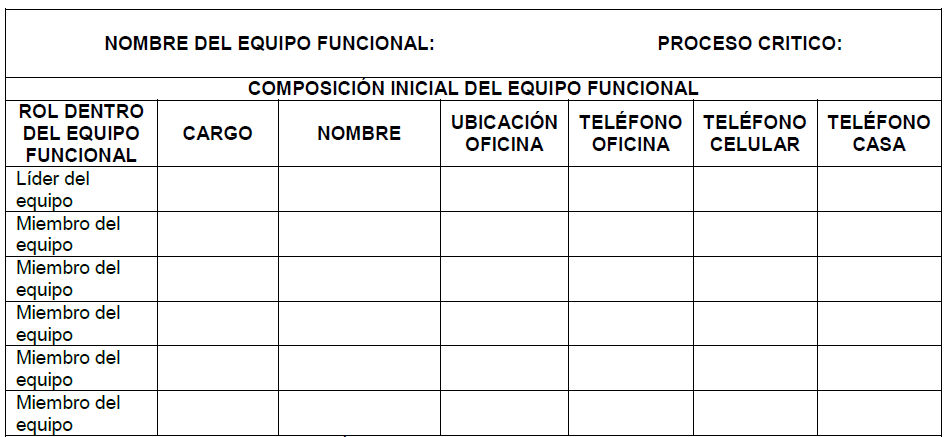 NOMBRE DEL EQUIPO FUNCIONAL: PROCESO CRITICO:
COMPOSICIÓN INICIAL DEL EQUIPO FUNCIONAL
ROL DENTRO
DEL EQUIPO
FUNCIONAL
CARGO
NOMBRE
UBICACIÓN
OFICINA
TELÉFONO
OFICINA
TELÉFONO
CELULAR
TELÉFONO
CASA
Líder del
equipo
Miembro del
equipo
Miembro del
equipo
Miembro del
equipo
Miembro del
equipo
Miembro del
equipo